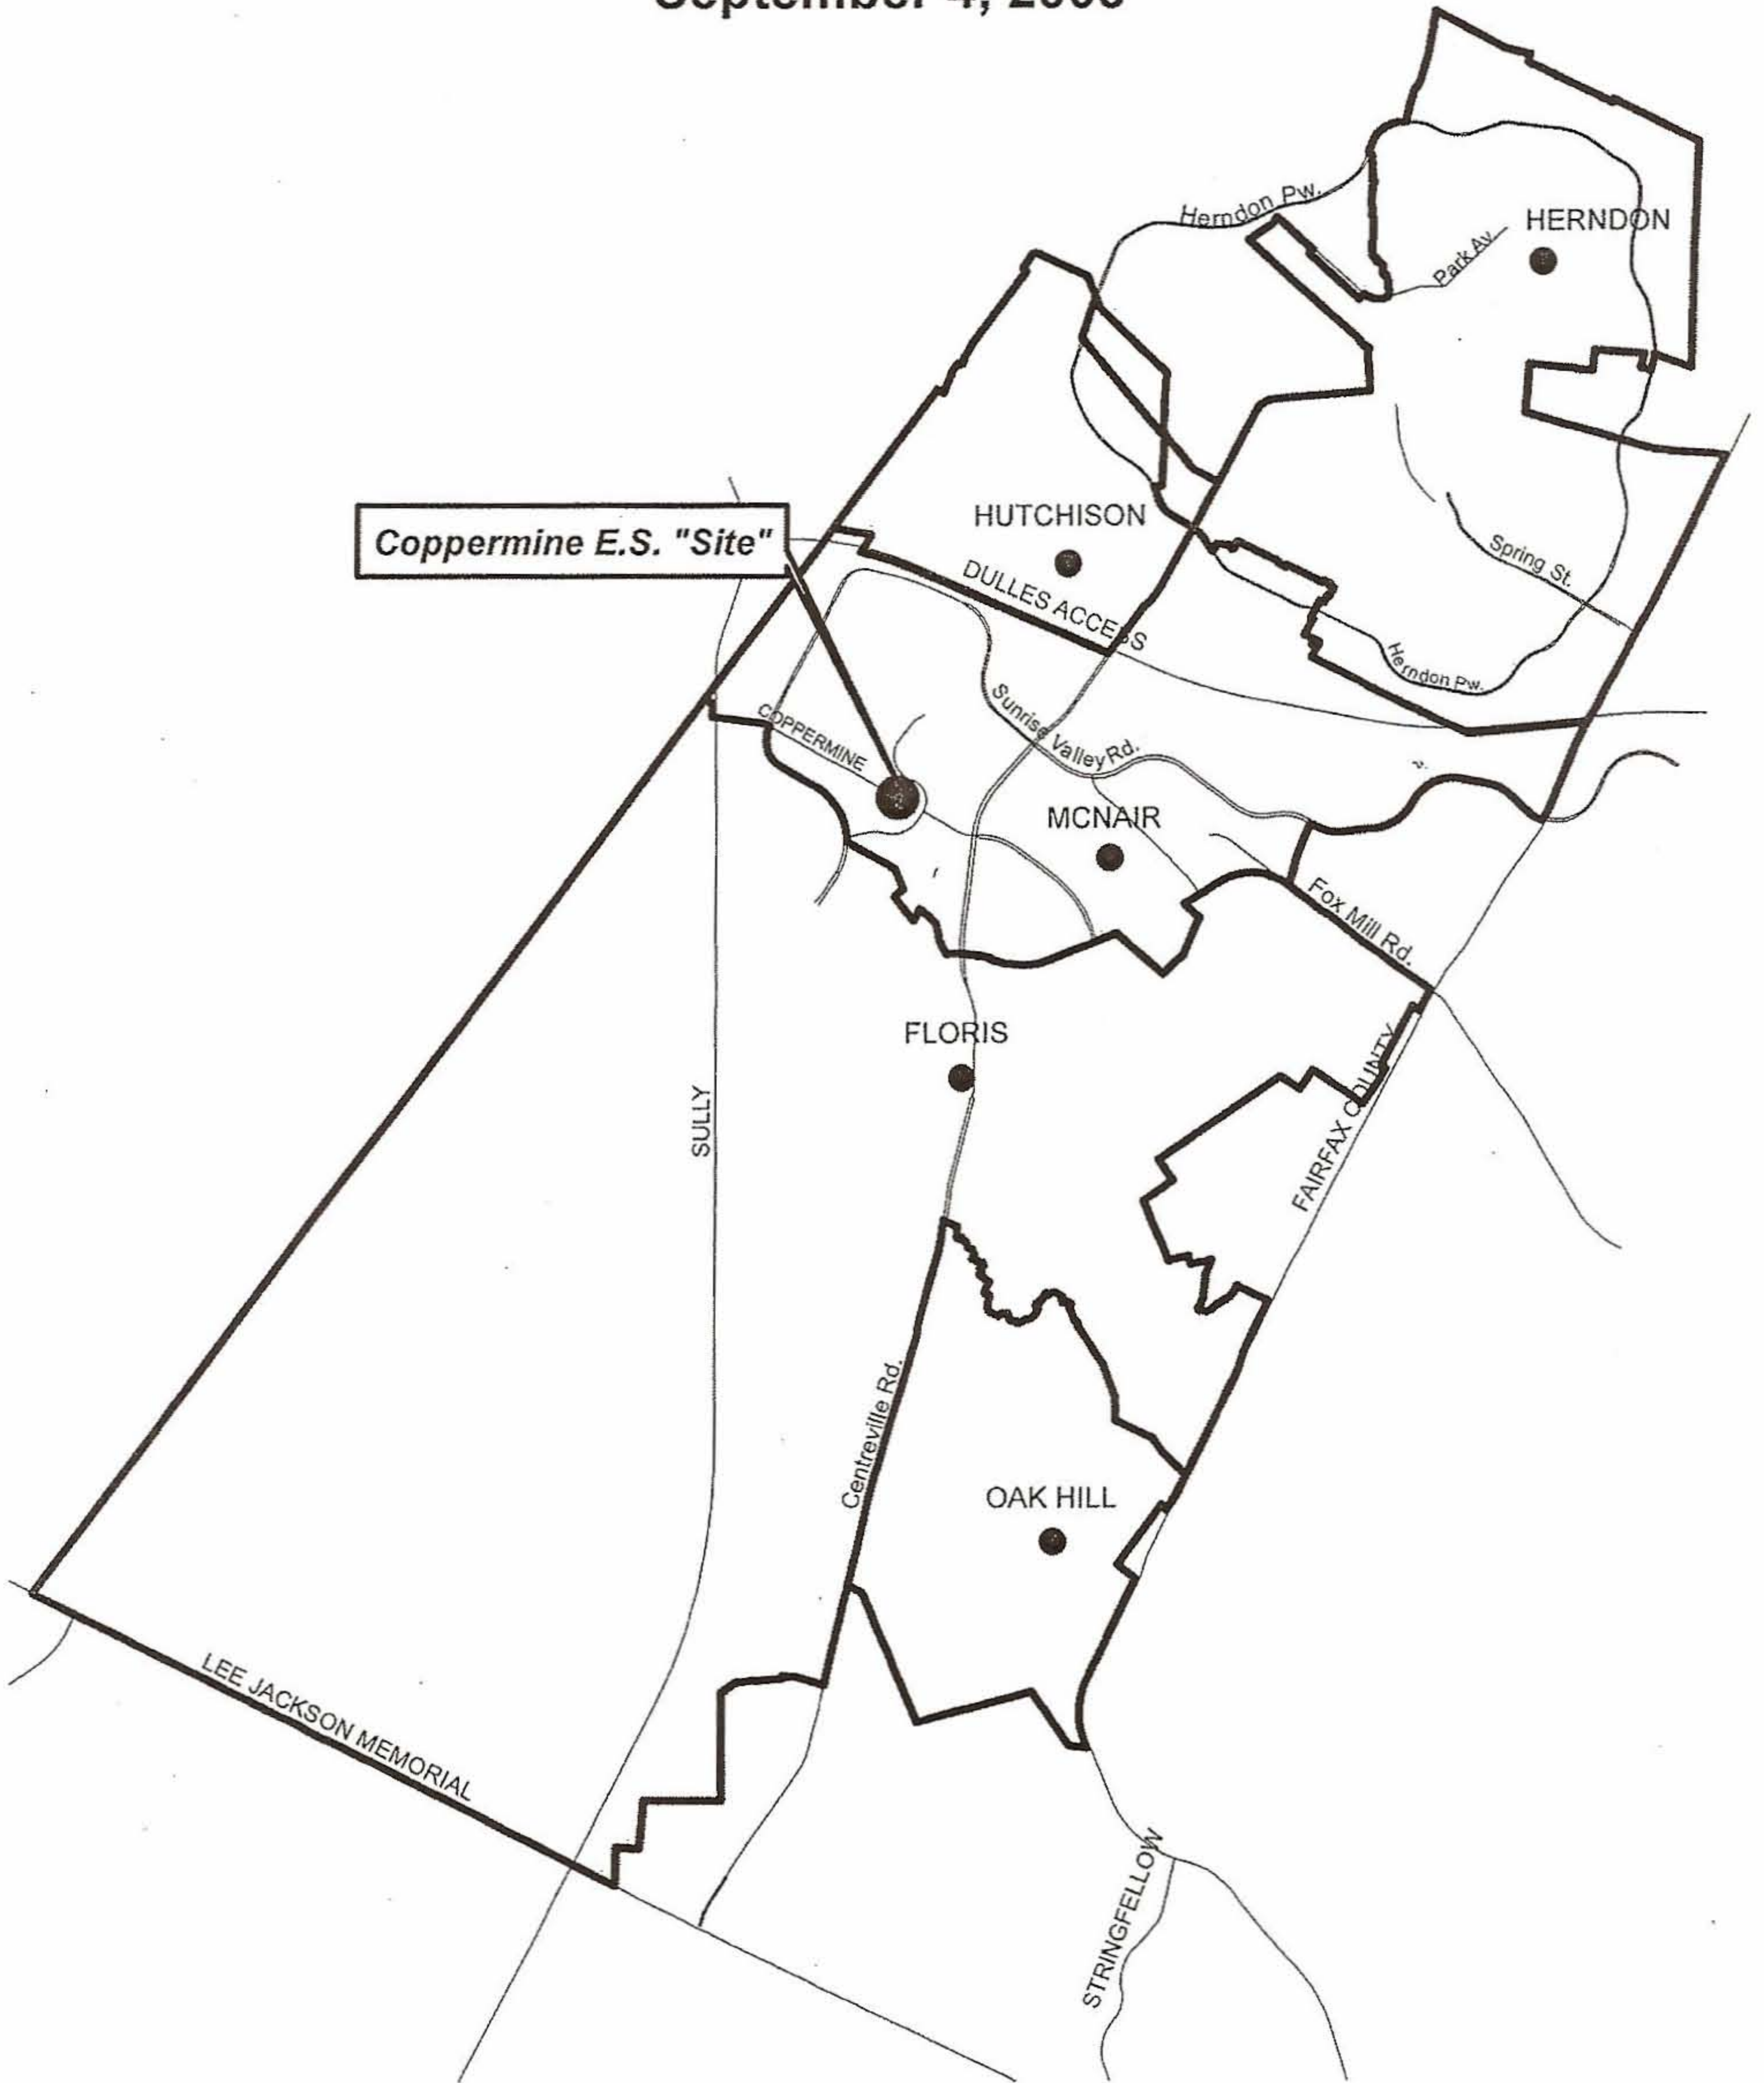 September 4,
Herndon Pw.
HERNDON
Park Av.
HUTCHISON
Coppermine E.S. "Site"
DULLES ACCESS
Spring St.
Herndon Pw.
Sunrise Valley Rd.
COPPERMINE
MCNAIR
Fox Mill Rd.
FLORIS
FAIRFAX COUNTY
SULLY
Centreville Rd.
OAK HILL
LEE JACKSON MEMORIAL
STRINGFELLOW